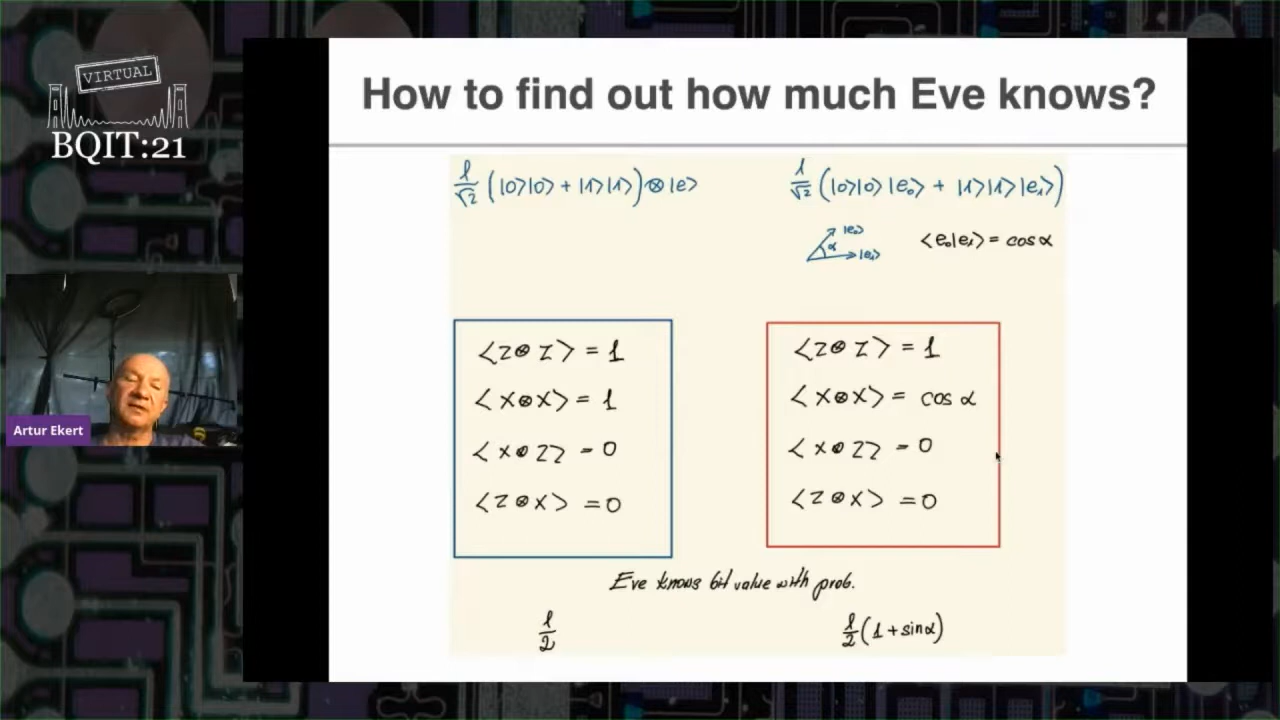 VIRTUAL
BQIT:21
How to find out how much Eve knows?
1/√2 (|0>|0> + |1>|1>) ⊗ |e>
1/√2 (|0>|0>|e₀> + |1>|1>|e₁>)
|e₀>
α
|e₁>
<e₀|e₁> = cos α
<Z⊗Z> = 1
<X⊗X> = 1
<X⊗Z> = 0
<Z⊗X> = 0
<Z⊗Z> = 1
<X⊗X> = cos α
<X⊗Z> = 0
<Z⊗X> = 0
Eve knows bit value with prob.
1/2
1/2 (1 + sin α)
Artur Ekert